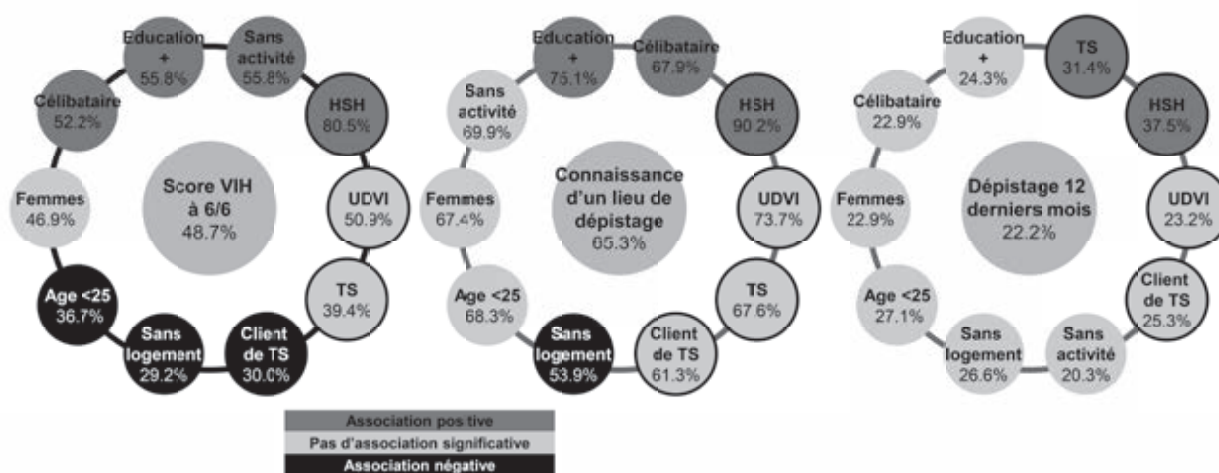 Education
+
55.8%
Sans
activité
55.8%
Célibataire
52.2%
HSH
80.5%
Femmes
46.9%
Score VIH
à 6/6
48.7%
UDVI
50.9%
Age <25
36.7%
TS
39.4%
Sans
logement
29.2%
Client
de TS
30.0%
Education
+
75.1%
Célibataire
67.9%
Sans
activité
69.9%
HSH
90.2%
Femmes
67.4%
Connaissance
d'un lieu de
dépistage
65.3%
UDVI
73.7%
Age <25
68.3%
TS
67.6%
Sans
logement
53.9%
Client
de TS
61.3%
Education
+
24.3%
TS
31.4%
Célibataire
22.9%
HSH
37.5%
Femmes
22.9%
Dépistage 12
derniers mois
22.2%
UDVI
23.2%
Age <25
27.1%
Client
de TS
25.3%
Sans
logement
26.6%
Sans
activité
20.3%
Association positive
Pas d'association significative
Association négative